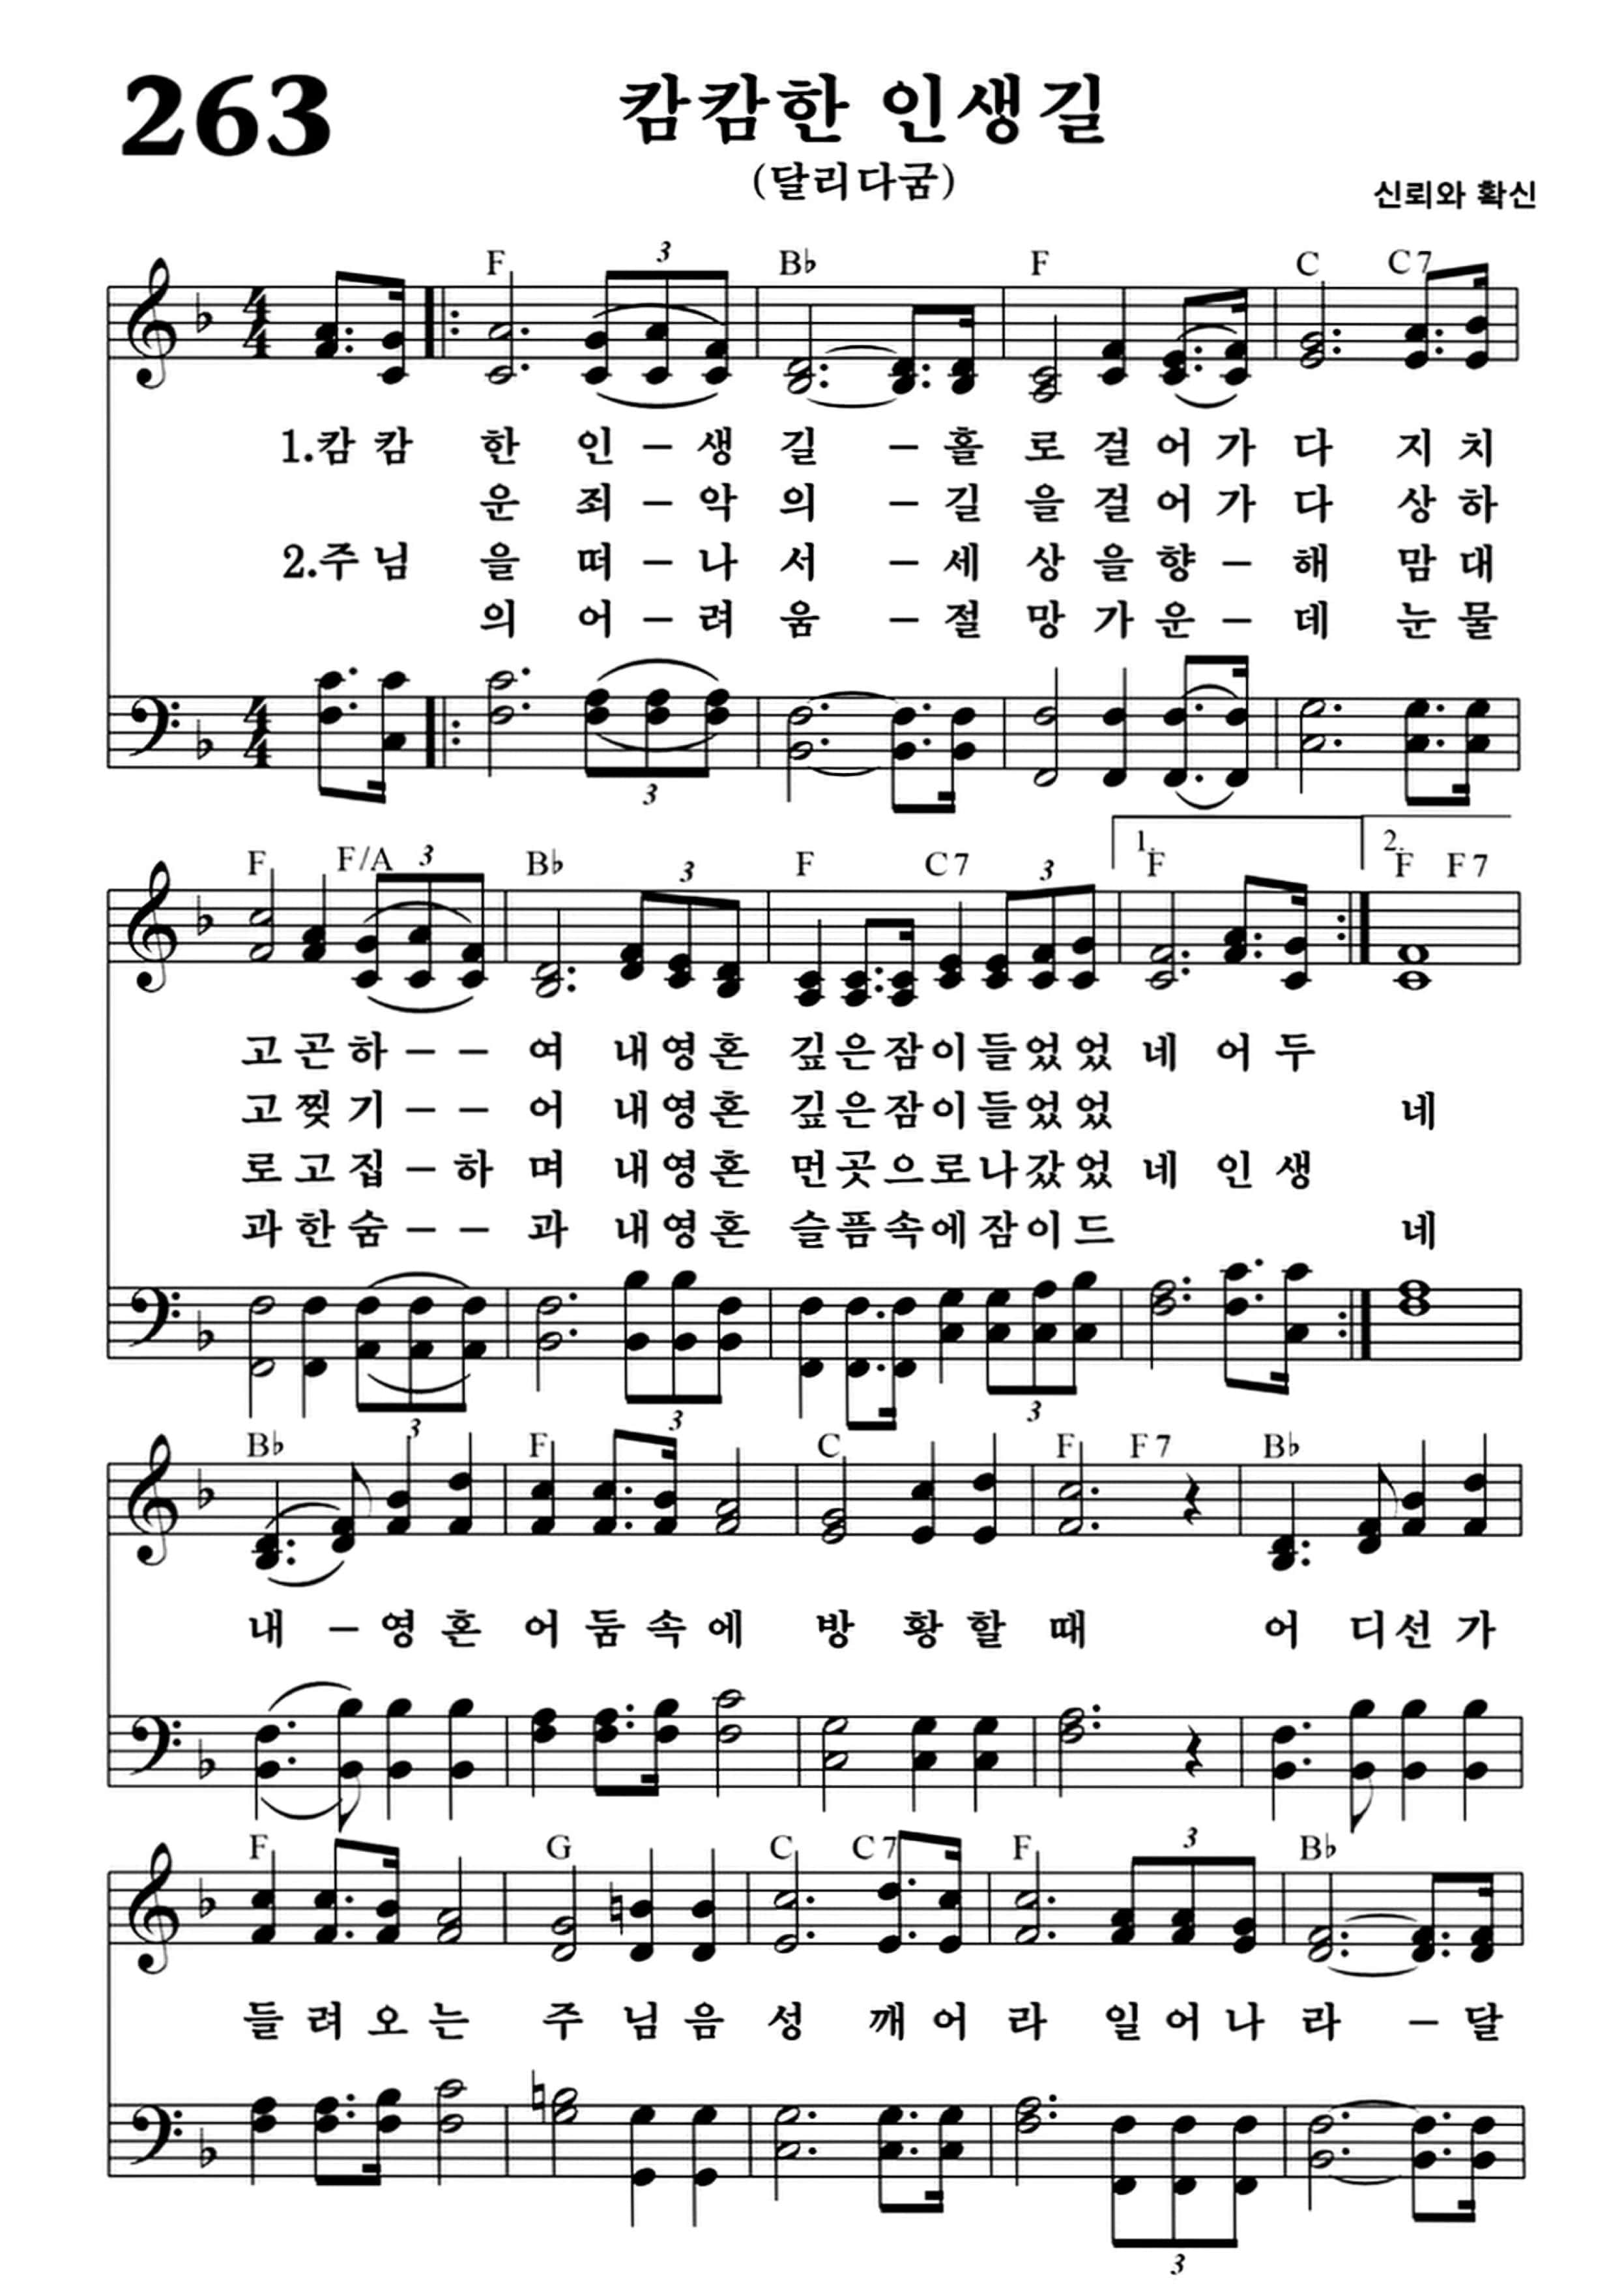 263
캄캄한 인생길
(달리다굼)
신뢰와 확신
F 3 B♭ F C C7
1.캄 캄 한 인 – 생 길 – 홀 로 걸 어 가 다 지 치
운 죄 – 악 의 – 길 을 걸 어 가 다 상 하
2.주 님 을 떠 – 나 서 – 세 상 을 향 – 해 맘 대
의 어 – 려 움 – 절 망 가 운 – 데 눈 물
3
1. 2.
F F/A 3 B♭ 3 F C7 3 F F F7
고 곤 하 – – 여 내 영 혼 깊 은 잠 이 들 었 었 네 어 두
고 찢 기 – – 어 내 영 혼 깊 은 잠 이 들 었 었 네
로 고 집 – 하 며 내 영 혼 먼 곳 으 로 나 갔 었 네 인 생
과 한 숨 – – 과 내 영 혼 슬 픔 속 에 잠 이 드 네
3 3 3
B♭ F C F F7 B♭
내 – 영 혼 어 둠 속 에 방 황 할 때 어 디 선 가
F G C C7 F 3 B♭
들 려 오 는 주 님 음 성 깨 어 라 일 어 나 라 – 달
3